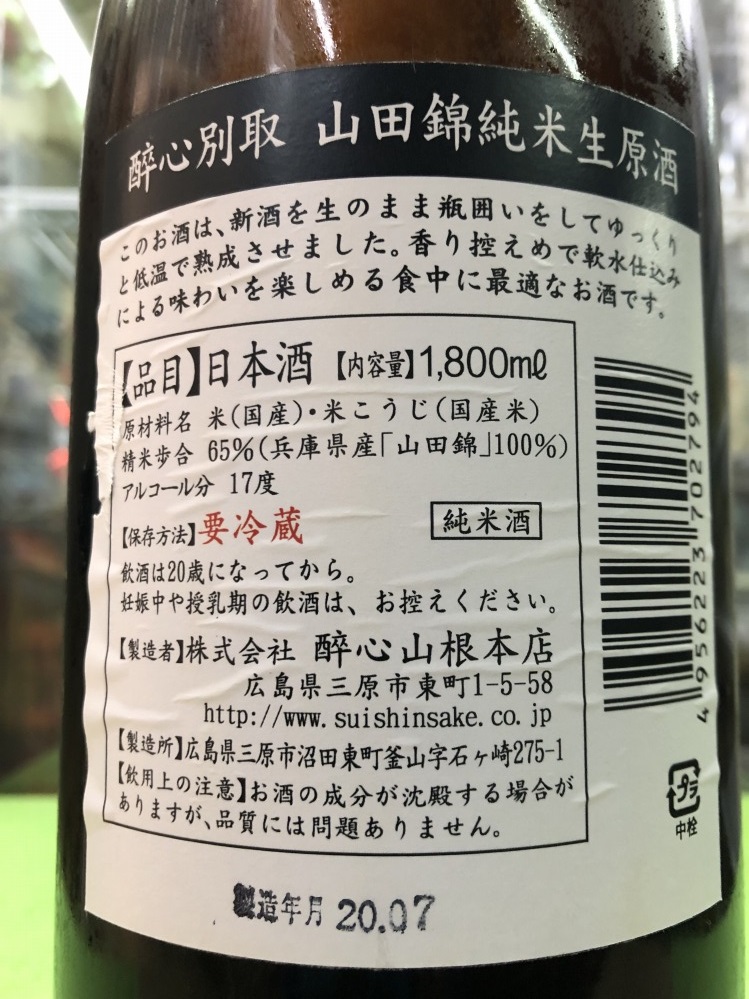 醉心別取 山田錦純米生原酒
このお酒は、新酒を生のまま瓶囲いをしてゆっくり
と低温で熟成させました。香り控えめで軟水仕込み
による味わいを楽しめる食中に最適なお酒です。
【品目】日本酒 【内容量】1,800mℓ
原材料名 米(国産)・米こうじ(国産米)
精米歩合 65%(兵庫県産「山田錦」100%)
アルコール分 17度
【保存方法】要冷蔵
純米酒
飲酒は20歳になってから。
妊娠中や授乳期の飲酒は、お控えください。
【製造者】株式会社 醉心山根本店
広島県三原市東町1-5-58
http://www.suishinsake.co.jp
【製造所】広島県三原市沼田東町釜山字石ヶ崎275-1
【飲用上の注意】お酒の成分が沈殿する場合が
ありますが、品質には問題ありません。
4956223702794
プラ
中栓
製造年月 20.07